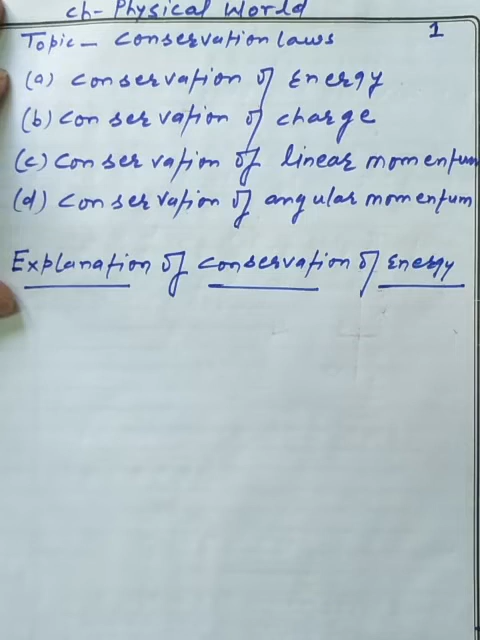 ch- Physical World
1
Topic - Conservation laws
(a) Conservation of Energy
(b) Conservation of charge
(c) Conservation of linear momentum
(d) Conservation of angular momentum
Explanation of Conservation of Energy